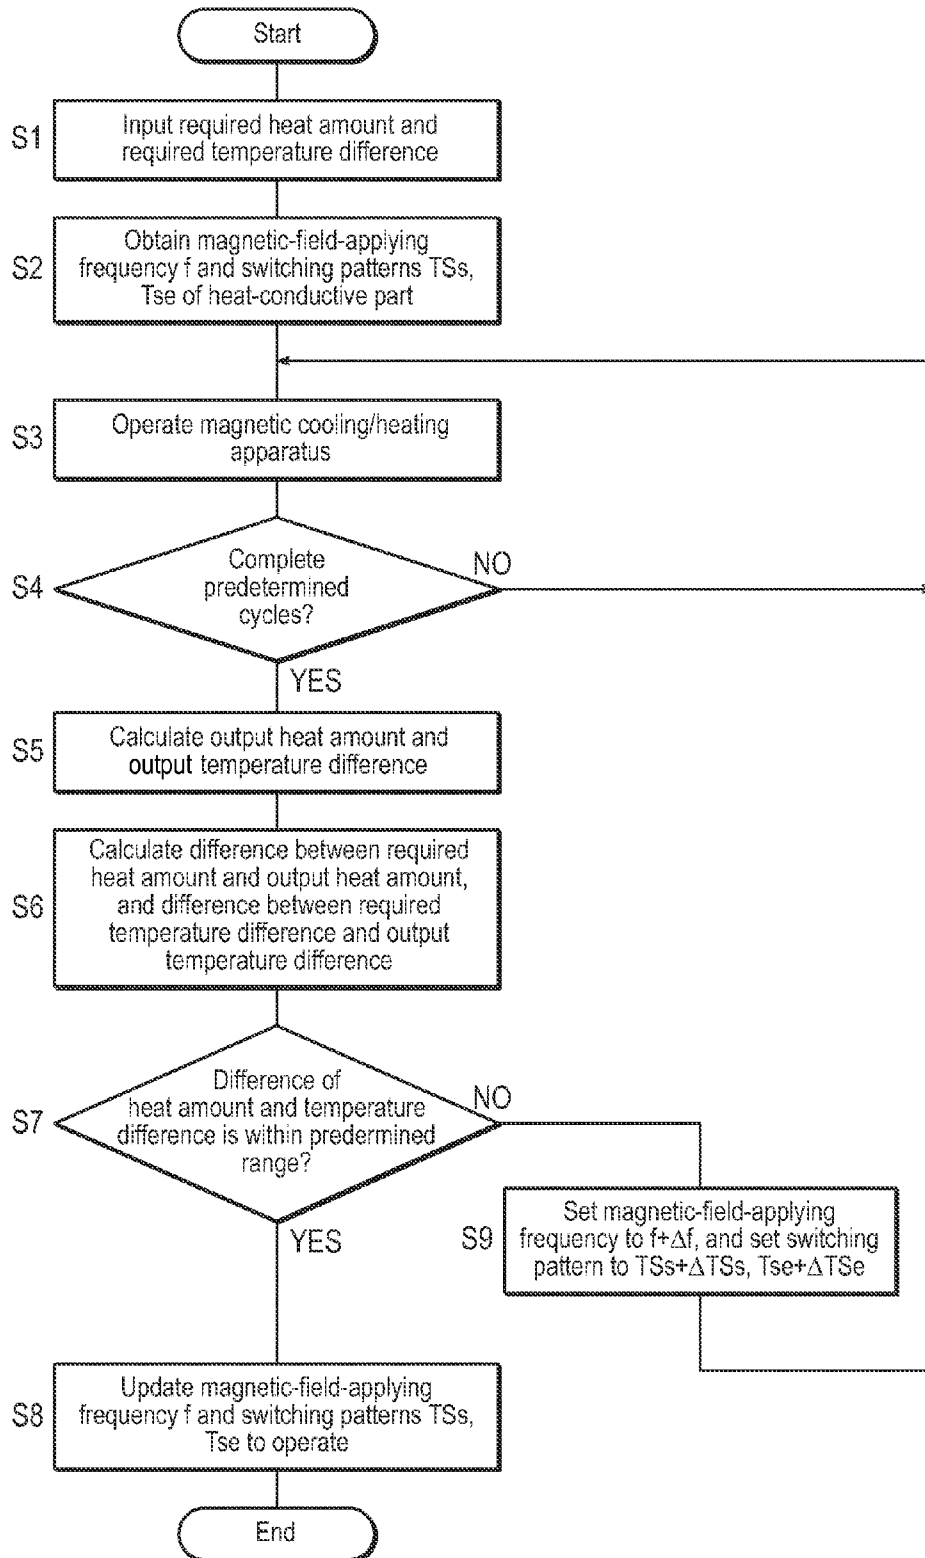 Start
S1
Input required heat amount and
required temperature difference
S2
Obtain magnetic-field-applying
frequency f and switching patterns TSs,
Tse of heat-conductive part
S3
Operate magnetic cooling/heating
apparatus
S4
Complete
predetermined
cycles?
NO
YES
S5
Calculate output heat amount and
output temperature difference
S6
Calculate difference between required
heat amount and output heat amount,
and difference between required
temperature difference and output
temperature difference
S7
Difference of
heat amount and temperature
difference is within predermined
range?
NO
YES
S9
Set magnetic-field-applying
frequency to f+Δf, and set switching
pattern to TSs+ΔTSs, Tse+ΔTSe
S8
Update magnetic-field-applying
frequency f and switching patterns TSs,
Tse to operate
End